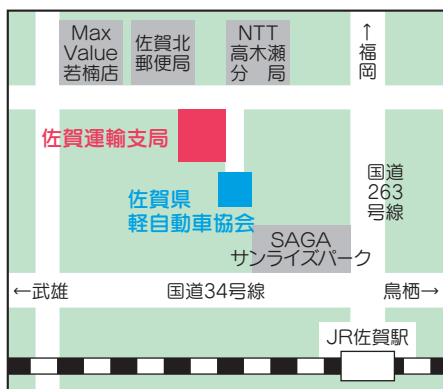 Max
Value
若楠店
佐賀北
郵便局
NTT
高木瀬
分局
↑
福
岡
佐賀運輸支局
佐賀県
軽自動車協会
国道
263
号線
SAGA
サンライズパーク
←武雄
国道34号線
鳥栖→
JR佐賀駅